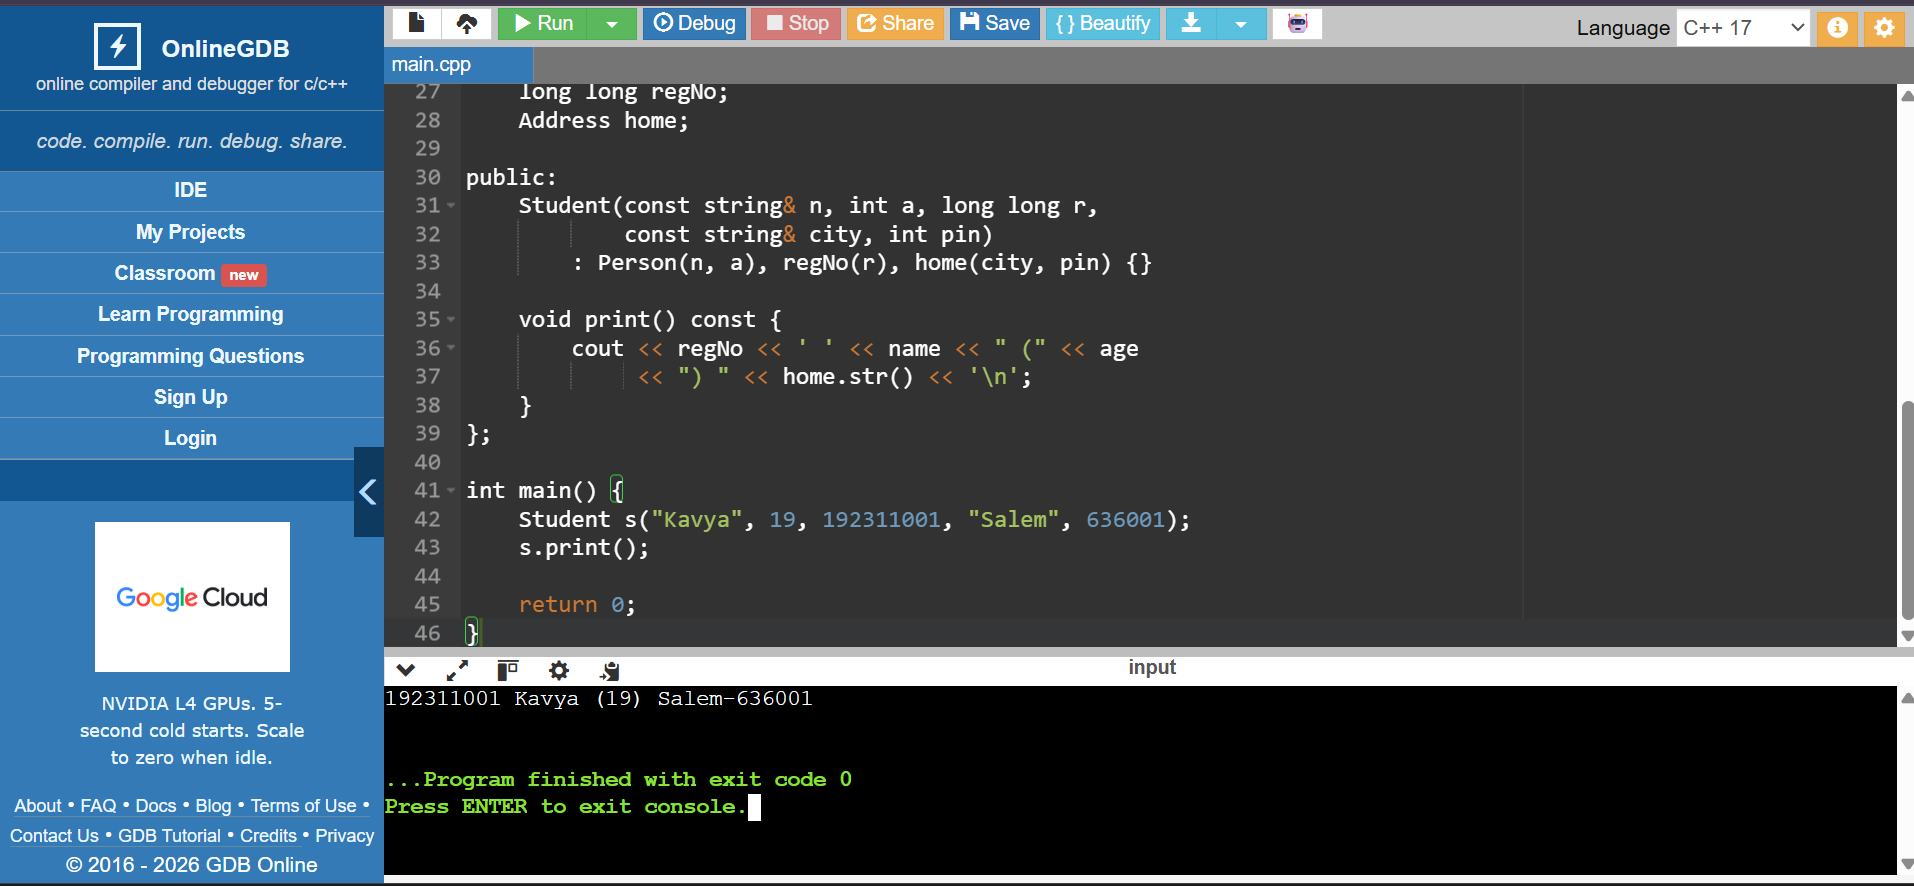 OnlineGDB
online compiler and debugger for c/c++
code. compile. run. debug. share.
IDE
My Projects
Classroom new
Learn Programming
Programming Questions
Sign Up
Login
Google Cloud
NVIDIA L4 GPUs. 5-
second cold starts. Scale
to zero when idle.
About • FAQ • Docs • Blog • Terms of Use •
Contact Us • GDB Tutorial • Credits • Privacy
© 2016 - 2026 GDB Online
Run Debug Stop Share Save { } Beautify Language C++ 17
main.cpp
27     long long regNo;
28     Address home;
29
30 public:
31     Student(const string& n, int a, long long r,
32             const string& city, int pin)
33         : Person(n, a), regNo(r), home(city, pin) {}
34
35     void print() const {
36         cout << regNo << ' ' << name << " (" << age
37              << ") " << home.str() << '\n';
38     }
39 };
40
41 int main() {
42     Student s("Kavya", 19, 192311001, "Salem", 636001);
43     s.print();
44
45     return 0;
46 }
input
192311001 Kavya (19) Salem-636001
...Program finished with exit code 0
Press ENTER to exit console.